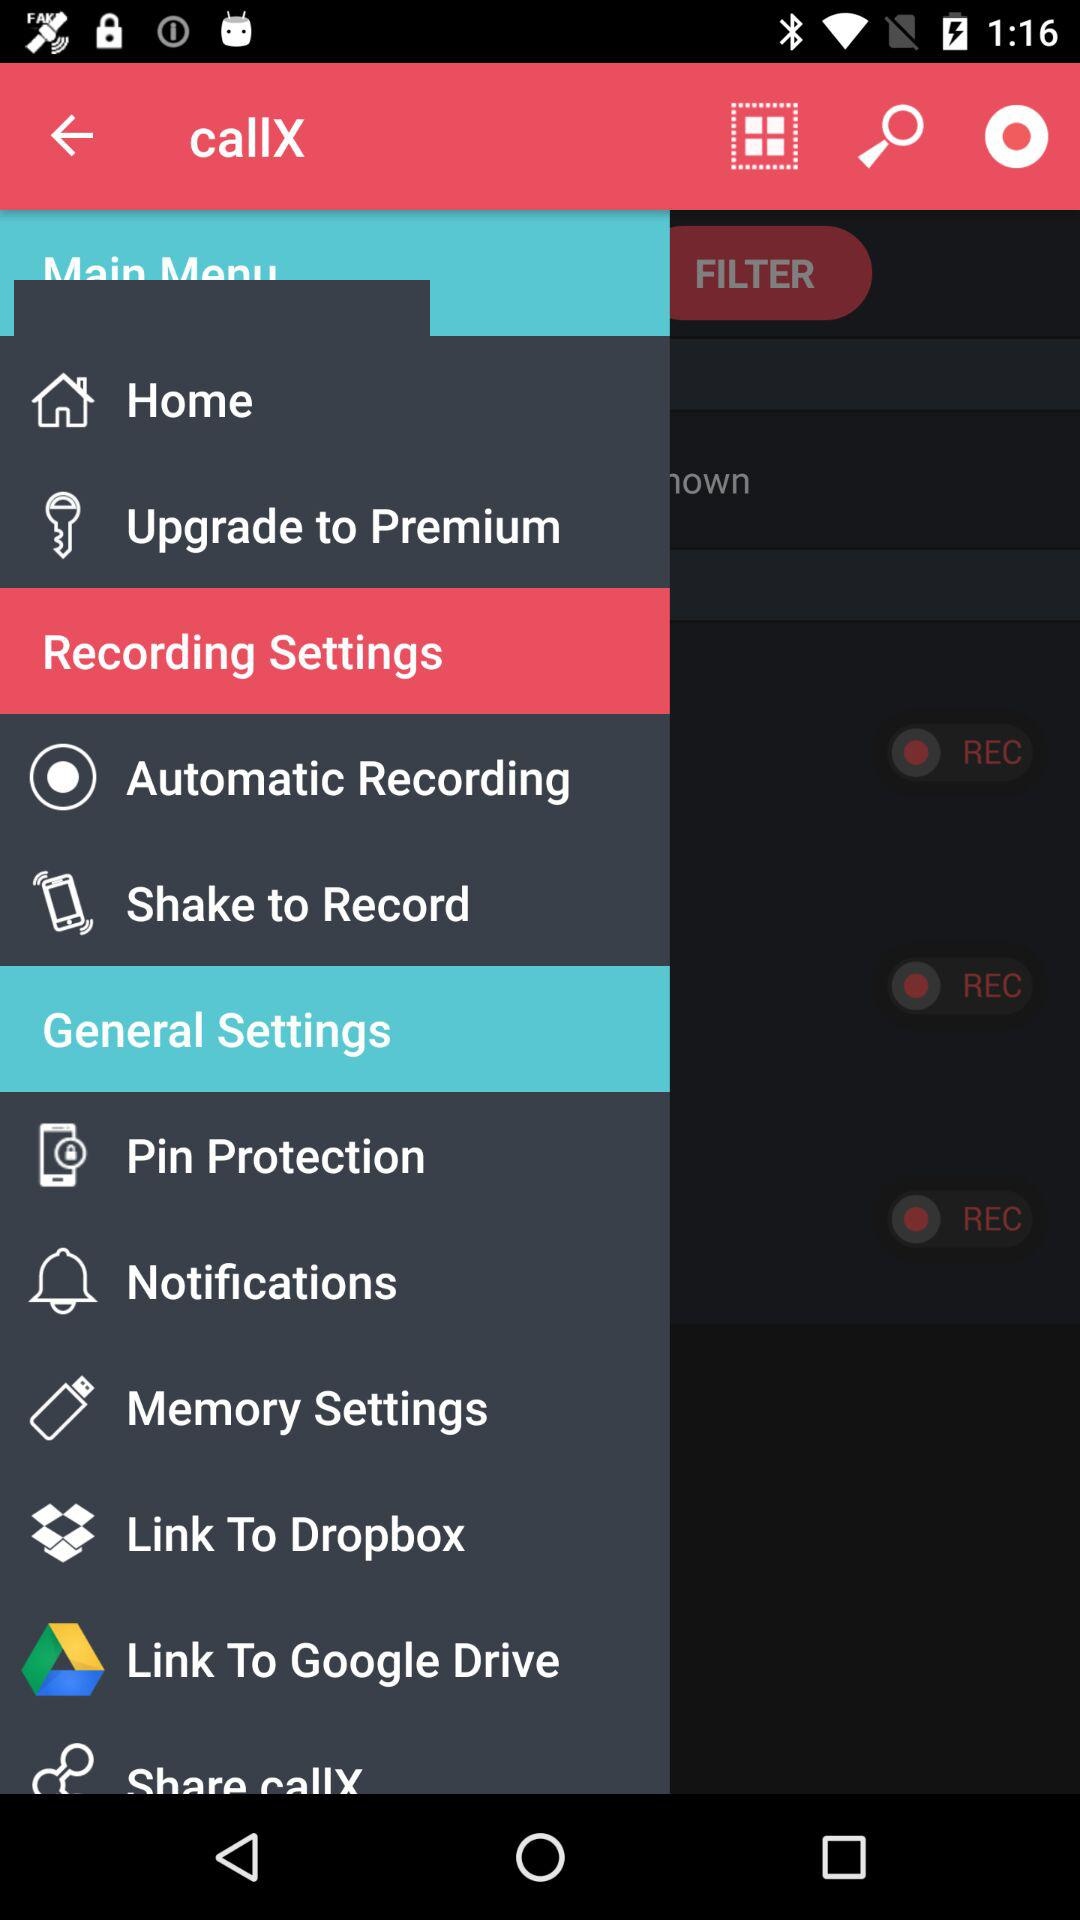 FAKE
1:16
callX
Main Menu
FILTER
Home
nown
Upgrade to Premium
Recording Settings
Automatic Recording
REC
Shake to Record
REC
General Settings
Pin Protection
REC
Notifications
Memory Settings
Link To Dropbox
Link To Google Drive
Share callX